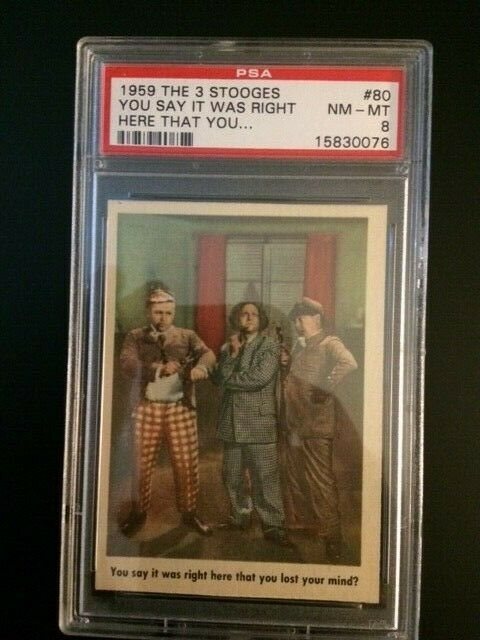 PSA
1959 THE 3 STOOGES #80
YOU SAY IT WAS RIGHT NM-MT
HERE THAT YOU... 8
15830076
You say it was right here that you lost your mind?